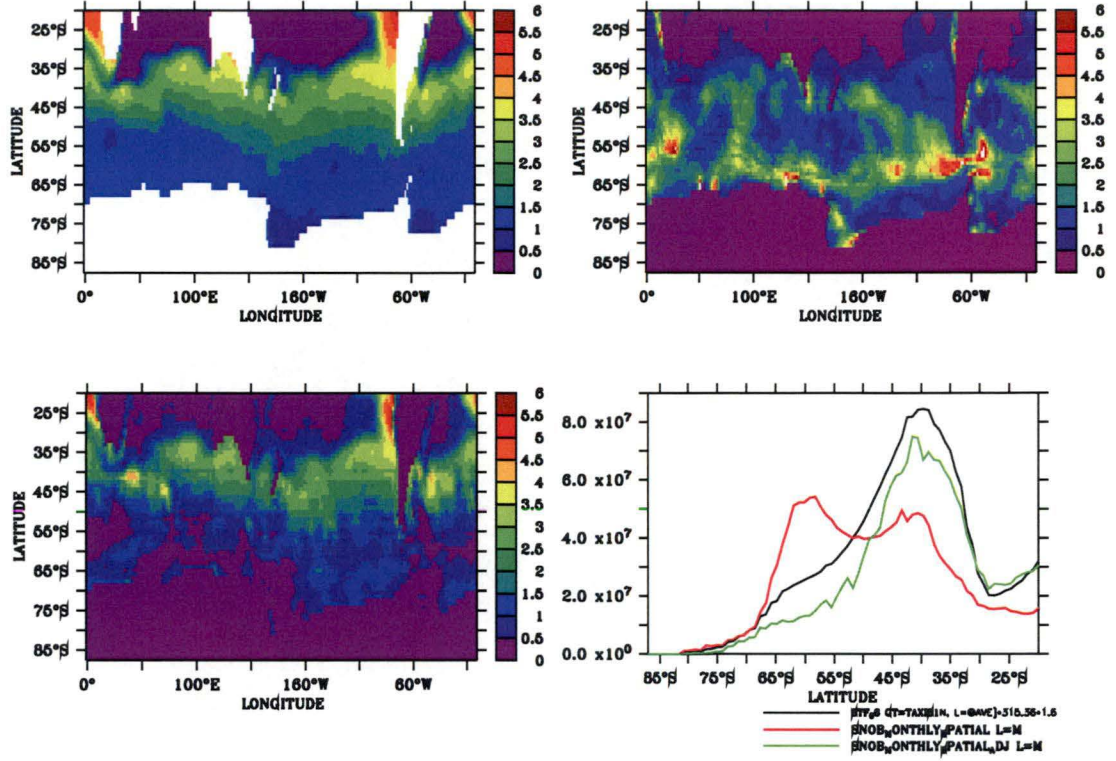 25°S
35°S
45°S
55°S
65°S
75°S
85°S
LATITUDE
0°
100°E
160°W
60°W
LONGITUDE
6
5.5
5
4.5
4
3.5
3
2.5
2
1.5
1
0.5
0
25°S
35°S
45°S
55°S
65°S
75°S
85°S
LATITUDE
0°
100°E
160°W
60°W
LONGITUDE
6
5.5
5
4.5
4
3.5
3
2.5
2
1.5
1
0.5
0
25°S
35°S
45°S
55°S
65°S
75°S
85°S
LATITUDE
0°
100°E
160°W
60°W
LONGITUDE
6
5.5
5
4.5
4
3.5
3
2.5
2
1.5
1
0.5
0
8.0 x10⁷
6.0 x10⁷
4.0 x10⁷
2.0 x10⁷
0.0 x10⁰
85°S 75°S 65°S 55°S 45°S 35°S 25°S
LATITUDE
SNOB_MONTHLY_SPATIAL L=M
SNOB_MONTHLY_SPATIAL_ADJ L=M